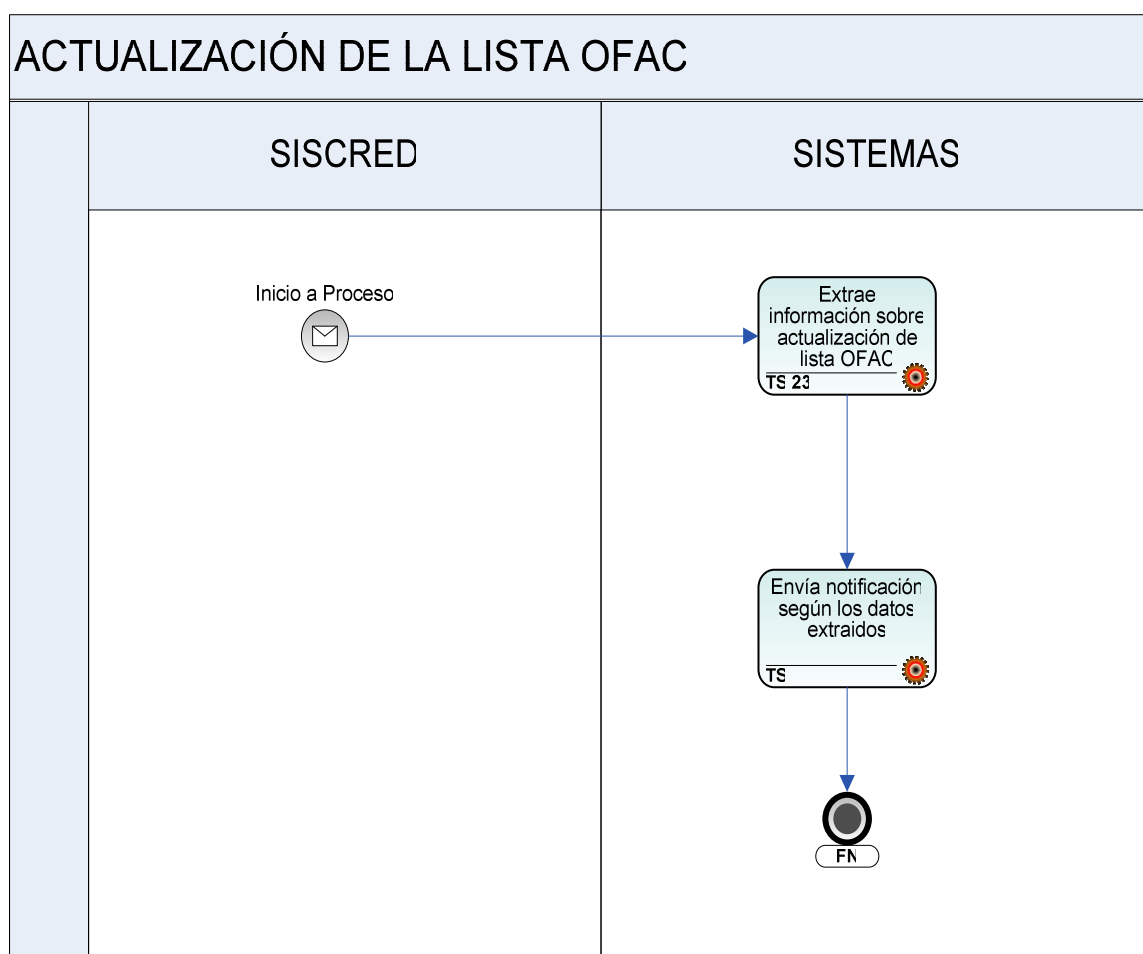 ACTUALIZACIÓN DE LA LISTA OFAC
SISCRED
SISTEMAS
Inicio a Proceso
Extrae
información sobre
actualización de
lista OFAC
TS 23
Envía notificación
según los datos
extraidos
TS
FN